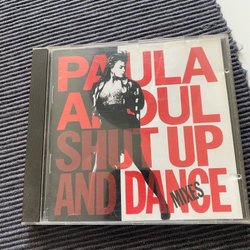 PAULA
ABDUL
SHUT UP
AND DANCE
MIXES